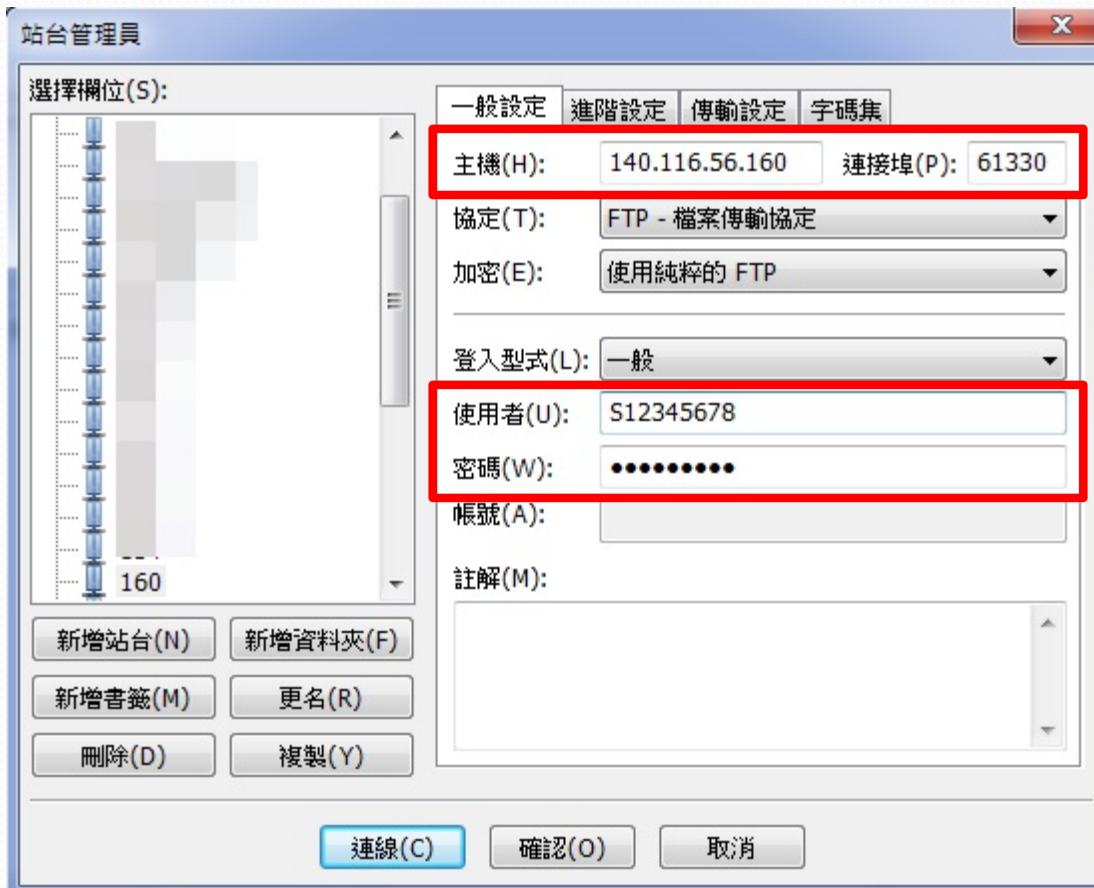 站台管理員
選擇欄位(S):
160
新增站台(N) 新增資料夾(F)
新增書籤(M) 更名(R)
刪除(D) 複製(Y)
一般設定 進階設定 傳輸設定 字碼集
主機(H): 140.116.56.160 連接埠(P): 61330
協定(T): FTP - 檔案傳輸協定
加密(E): 使用純粹的 FTP
登入型式(L): 一般
使用者(U): S12345678
密碼(W): •••••••••
帳號(A):
註解(M):
連線(C) 確認(O) 取消